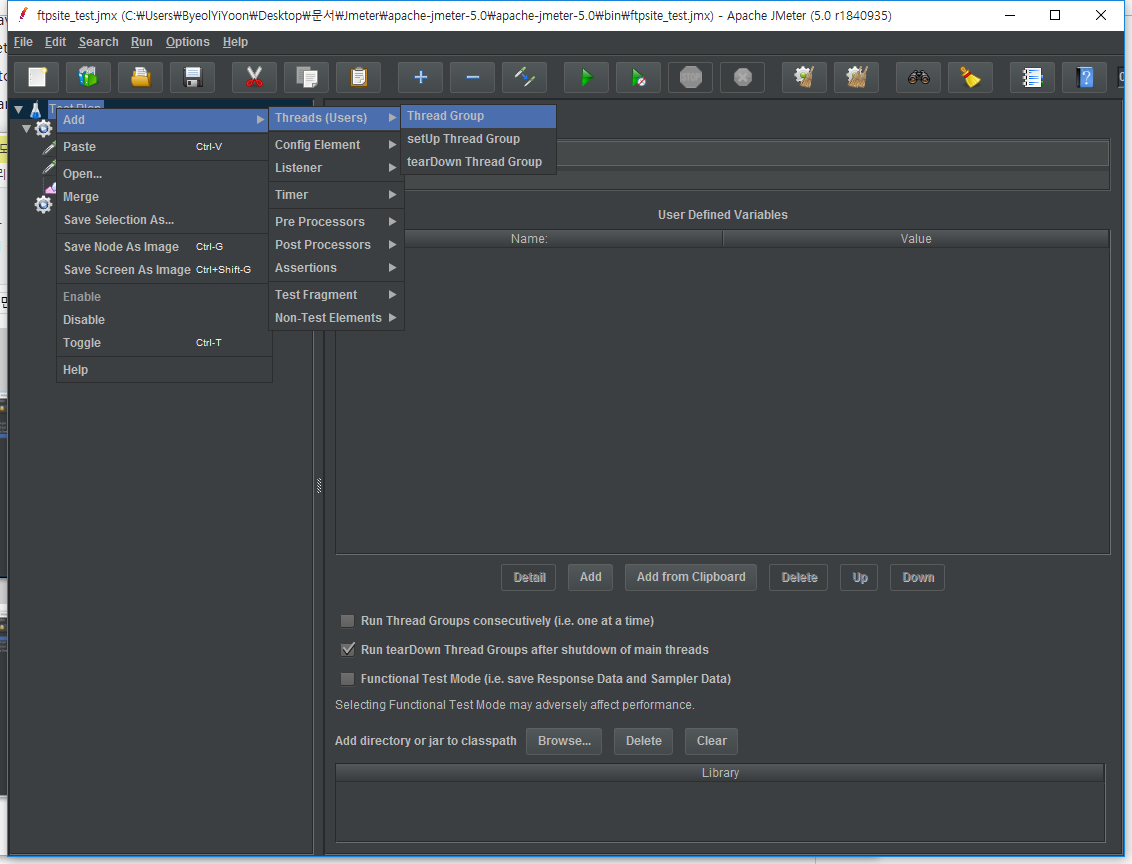 ftpsite_test.jmx (C:₩Users₩ByeolYiYoon₩Desktop₩문서₩Jmeter₩apache-jmeter-5.0₩apache-jmeter-5.0₩bin₩ftpsite_test.jmx) - Apache JMeter (5.0 r1840935)
File Edit Search Run Options Help
STOP
Test Plan
Add
Paste Ctrl-V
Open...
Merge
Save Selection As...
Save Node As Image Ctrl-G
Save Screen As Image Ctrl+Shift-G
Enable
Disable
Toggle Ctrl-T
Help
Threads (Users)
Config Element
Listener
Timer
Pre Processors
Post Processors
Assertions
Test Fragment
Non-Test Elements
Thread Group
setUp Thread Group
tearDown Thread Group
User Defined Variables
Name: Value
Detail Add Add from Clipboard Delete Up Down
Run Thread Groups consecutively (i.e. one at a time)
Run tearDown Thread Groups after shutdown of main threads
Functional Test Mode (i.e. save Response Data and Sampler Data)
Selecting Functional Test Mode may adversely affect performance.
Add directory or jar to classpath Browse... Delete Clear
Library